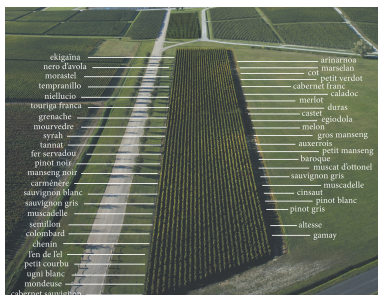 ekigaïna
nero d'avola
morastel
tempranillo
niellucio
touriga franca
grenache
mourvedre
syrah
tannat
fer servadou
pinot noir
manseng noir
carménère
sauvignon blanc
sauvignon gris
muscadelle
semillon
colombard
chenin
l'en de l'el
petit courbu
ugni blanc
mondeuse
cabernet sauvignon
arinarnoa
marselan
cot
petit verdot
cabernet franc
caladoc
merlot
duras
castet
egiodola
melon
gros manseng
auxerrois
petit manseng
baroque
muscat d'ottonel
sauvignon gris
muscadelle
cinsaut
pinot blanc
pinot gris
altesse
gamay